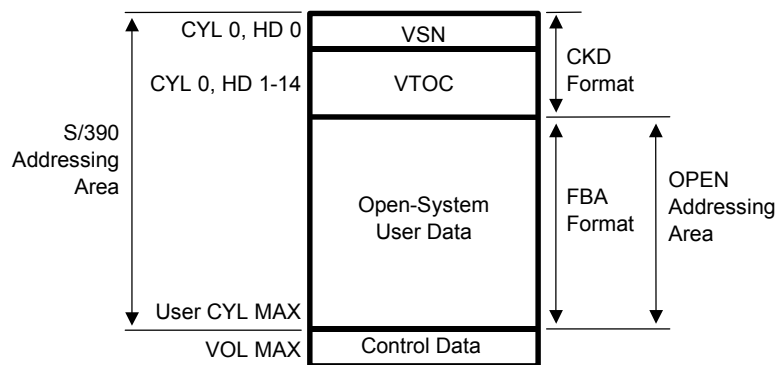 CYL 0, HD 0
VSN
CKD
Format
CYL 0, HD 1-14
VTOC
S/390
Addressing
Area
Open-System
User Data
FBA
Format
OPEN
Addressing
Area
User CYL MAX
VOL MAX
Control Data